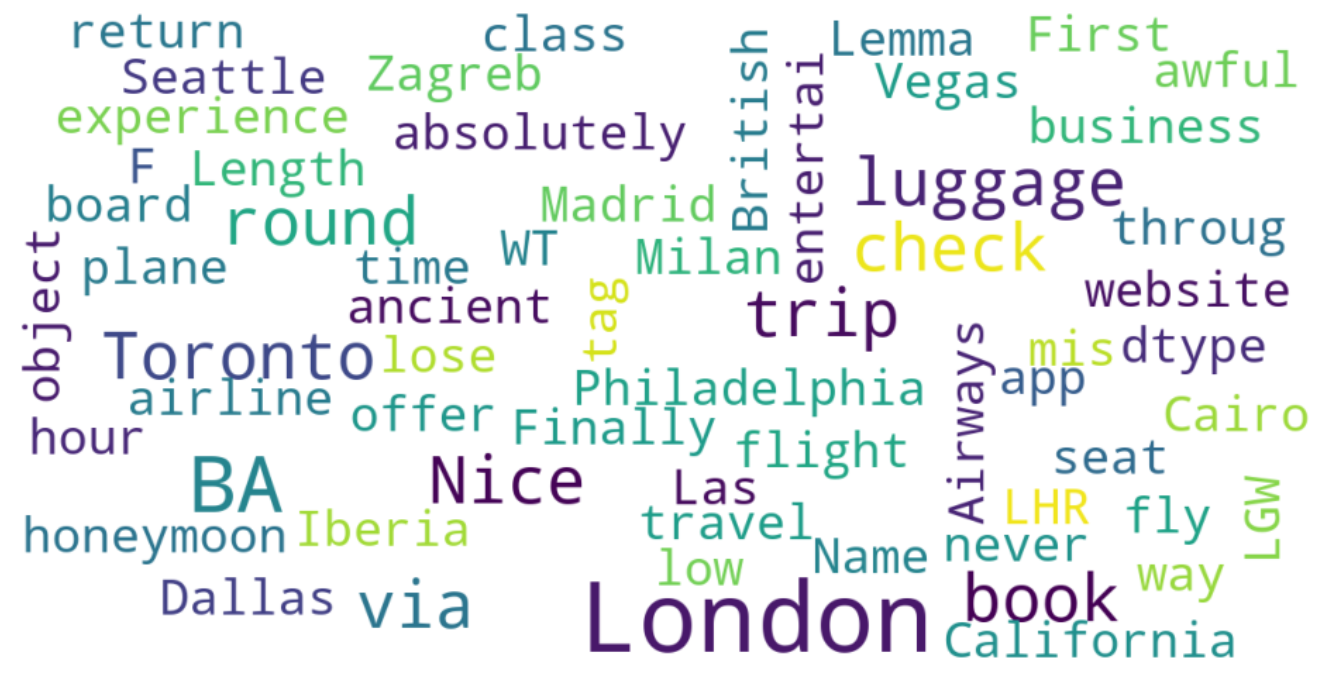 return
class
British
Lemma
First
Seattle
Zagreb
entertai
Vegas
awful
experience
absolutely
business
F
Length
luggage
board
round
Madrid
throug
object
plane
time
WT
Milan
check
ancient
tag
trip
website
Toronto
lose
Airways
mis
dtype
airline
Philadelphia
app
offer
Finally
Cairo
hour
flight
seat
BA
Nice
Las
LHR
fly
LGW
honeymoon
Iberia
travel
never
low
Name
way
Dallas
via
London
book
California